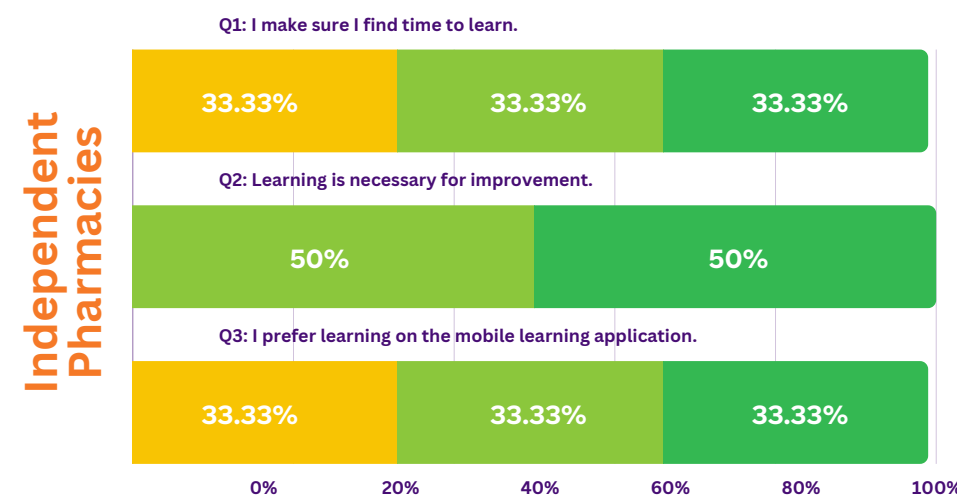 Independent
Pharmacies
Q1: I make sure I find time to learn.
33.33% 33.33% 33.33%
Q2: Learning is necessary for improvement.
50% 50%
Q3: I prefer learning on the mobile learning application.
33.33% 33.33% 33.33%
0% 20% 40% 60% 80% 100%